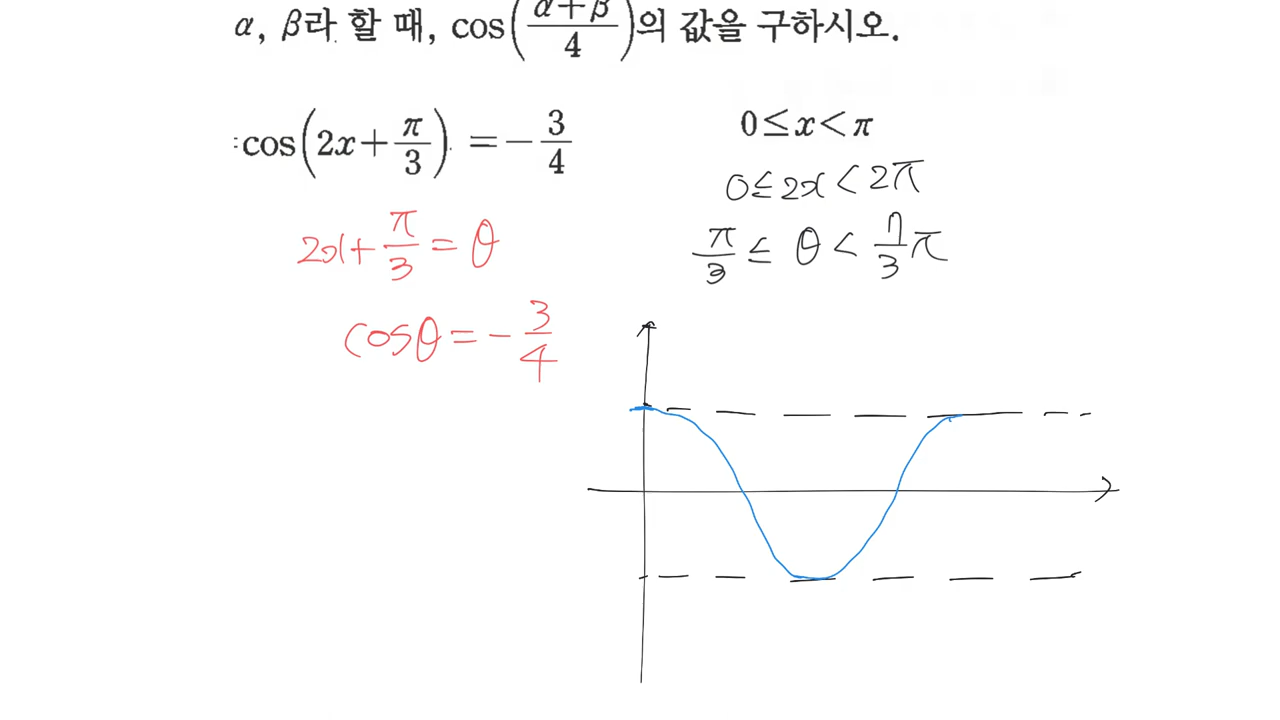 α, β라 할 때, cos((α+β)/4)의 값을 구하시오.
cos(2x+π/3) = -3/4
0≤x<π
0≤2x<2π
2x+π/3=θ
π/3≤θ<7/3π
cosθ=-3/4